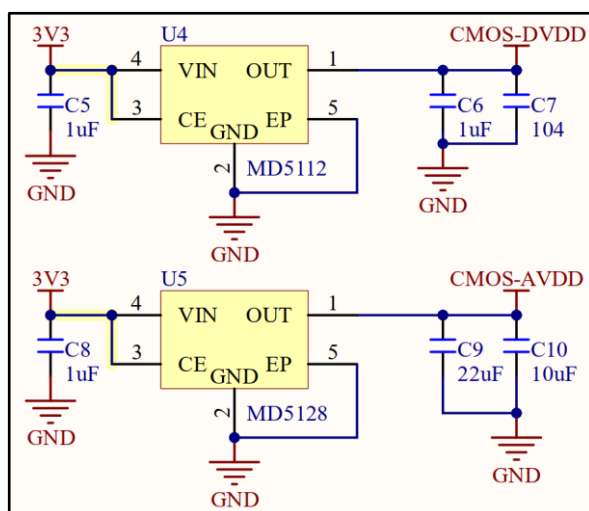 3V3
U4
CMOS-DVDD
4 VIN OUT 1
C5
1uF
3 CE EP 5
GND
2
MD5112
C6
1uF
C7
104
GND
GND
GND
3V3
U5
CMOS-AVDD
4 VIN OUT 1
C8
1uF
3 CE EP 5
GND
2
MD5128
C9
22uF
C10
10uF
GND
GND
GND